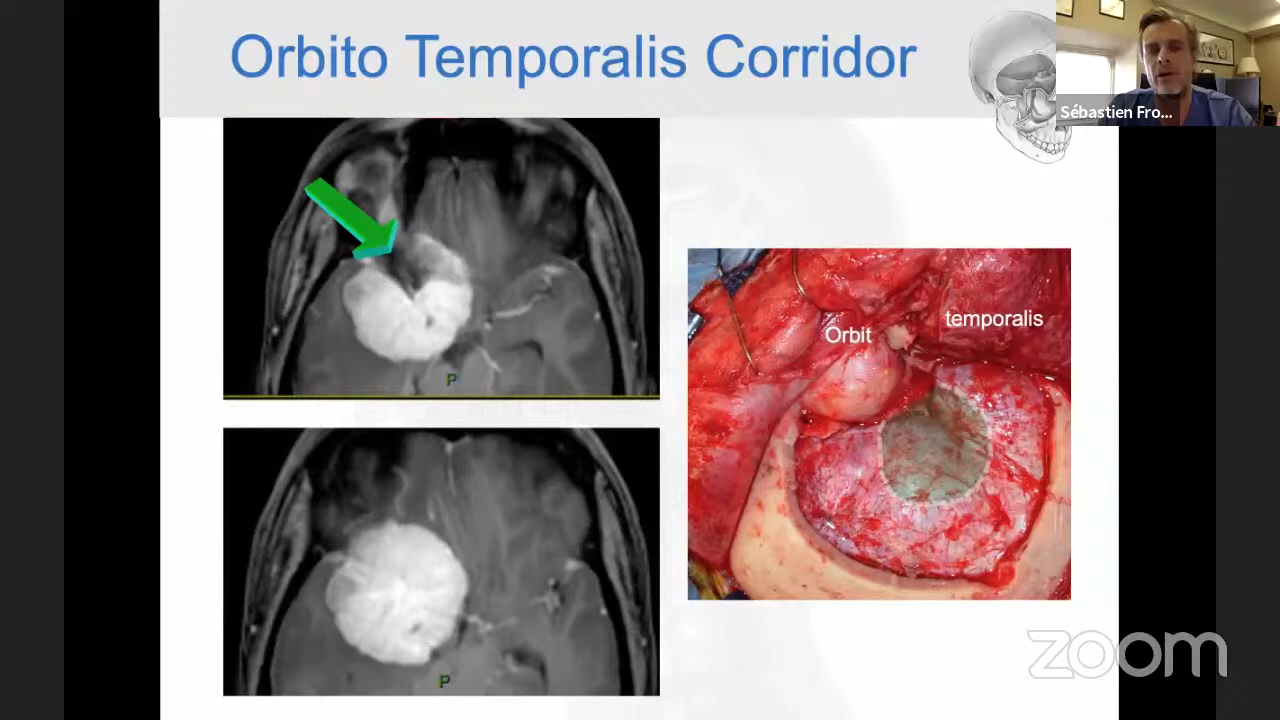 Orbito Temporalis Corridor
Sébastien Fro...
P
Orbit
temporalis
P
zoom